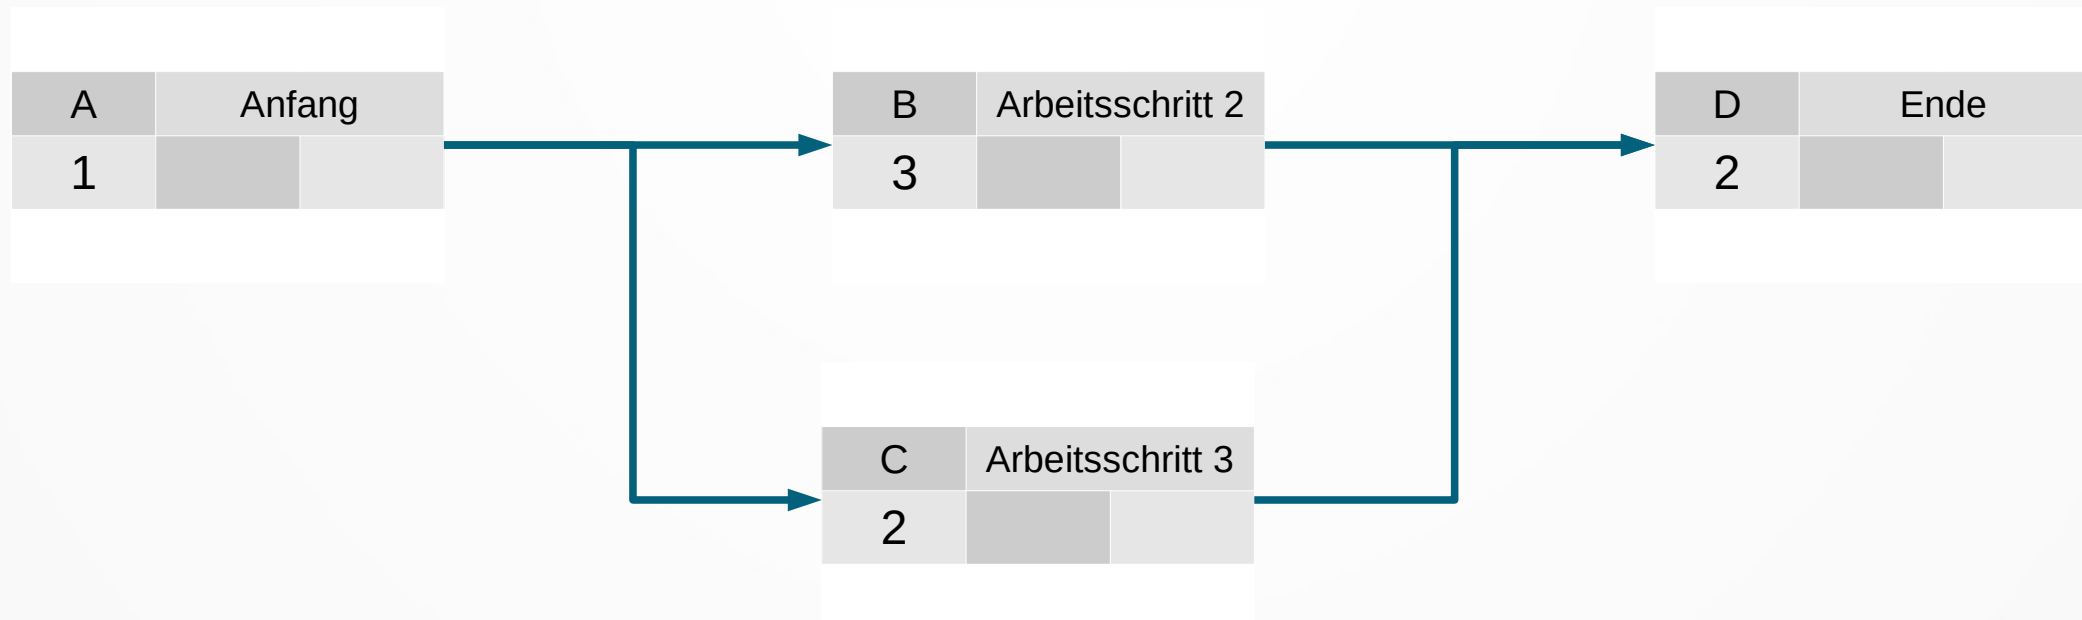 A Anfang
1
B Arbeitsschritt 2
3
D Ende
2
C Arbeitsschritt 3
2